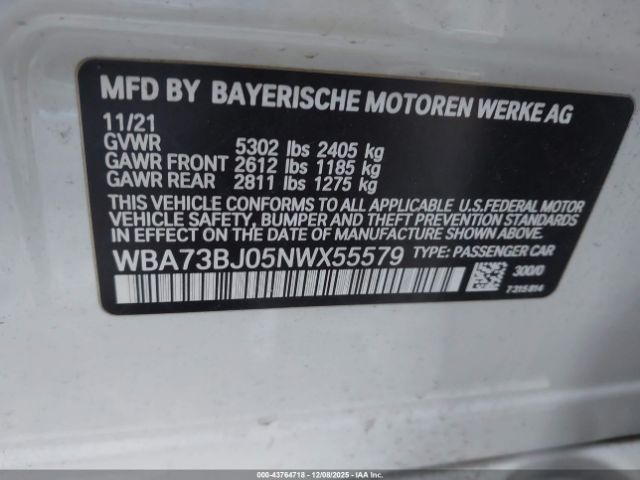 MFD BY BAYERISCHE MOTOREN WERKE AG
11/21
GVWR 5302 lbs 2405 kg
GAWR FRONT 2612 lbs 1185 kg
GAWR REAR 2811 lbs 1275 kg
THIS VEHICLE CONFORMS TO ALL APPLICABLE U.S.FEDERAL MOTOR
VEHICLE SAFETY, BUMPER AND THEFT PREVENTION STANDARDS
IN EFFECT ON THE DATE OF MANUFACTURE SHOWN ABOVE.
WBA73BJ05NWX55579 TYPE: PASSENGER CAR
300/0
7315814
000-43764718 | 12/08/2025 - IAAI.COM